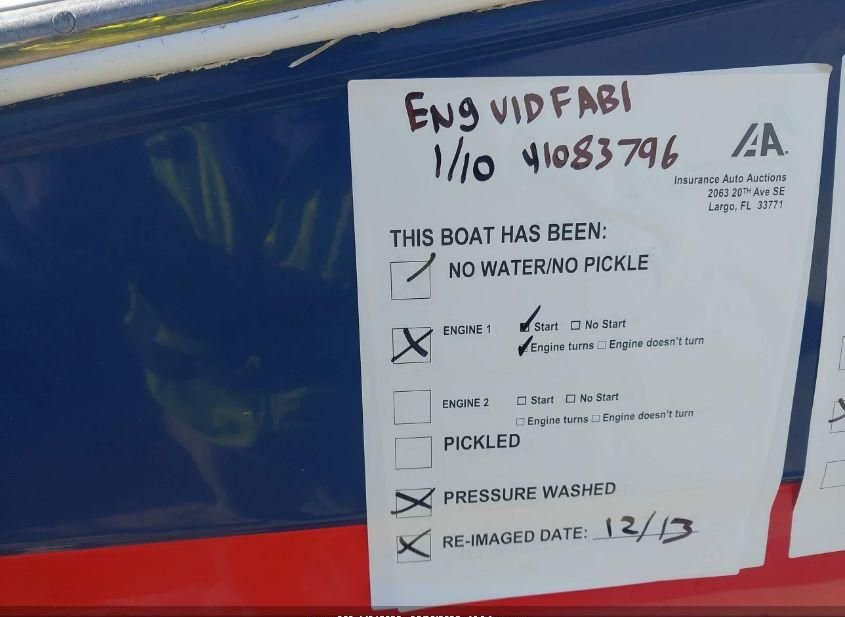 ENG VID FABI
1/10 41083796
IAA.
Insurance Auto Auctions
2063 20TH Ave SE
Largo, FL 33771
THIS BOAT HAS BEEN:
NO WATER/NO PICKLE
ENGINE 1 Start No Start
Engine turns Engine doesn't turn
ENGINE 2 Start No Start
Engine turns Engine doesn't turn
PICKLED
PRESSURE WASHED
RE-IMAGED DATE: 12/13